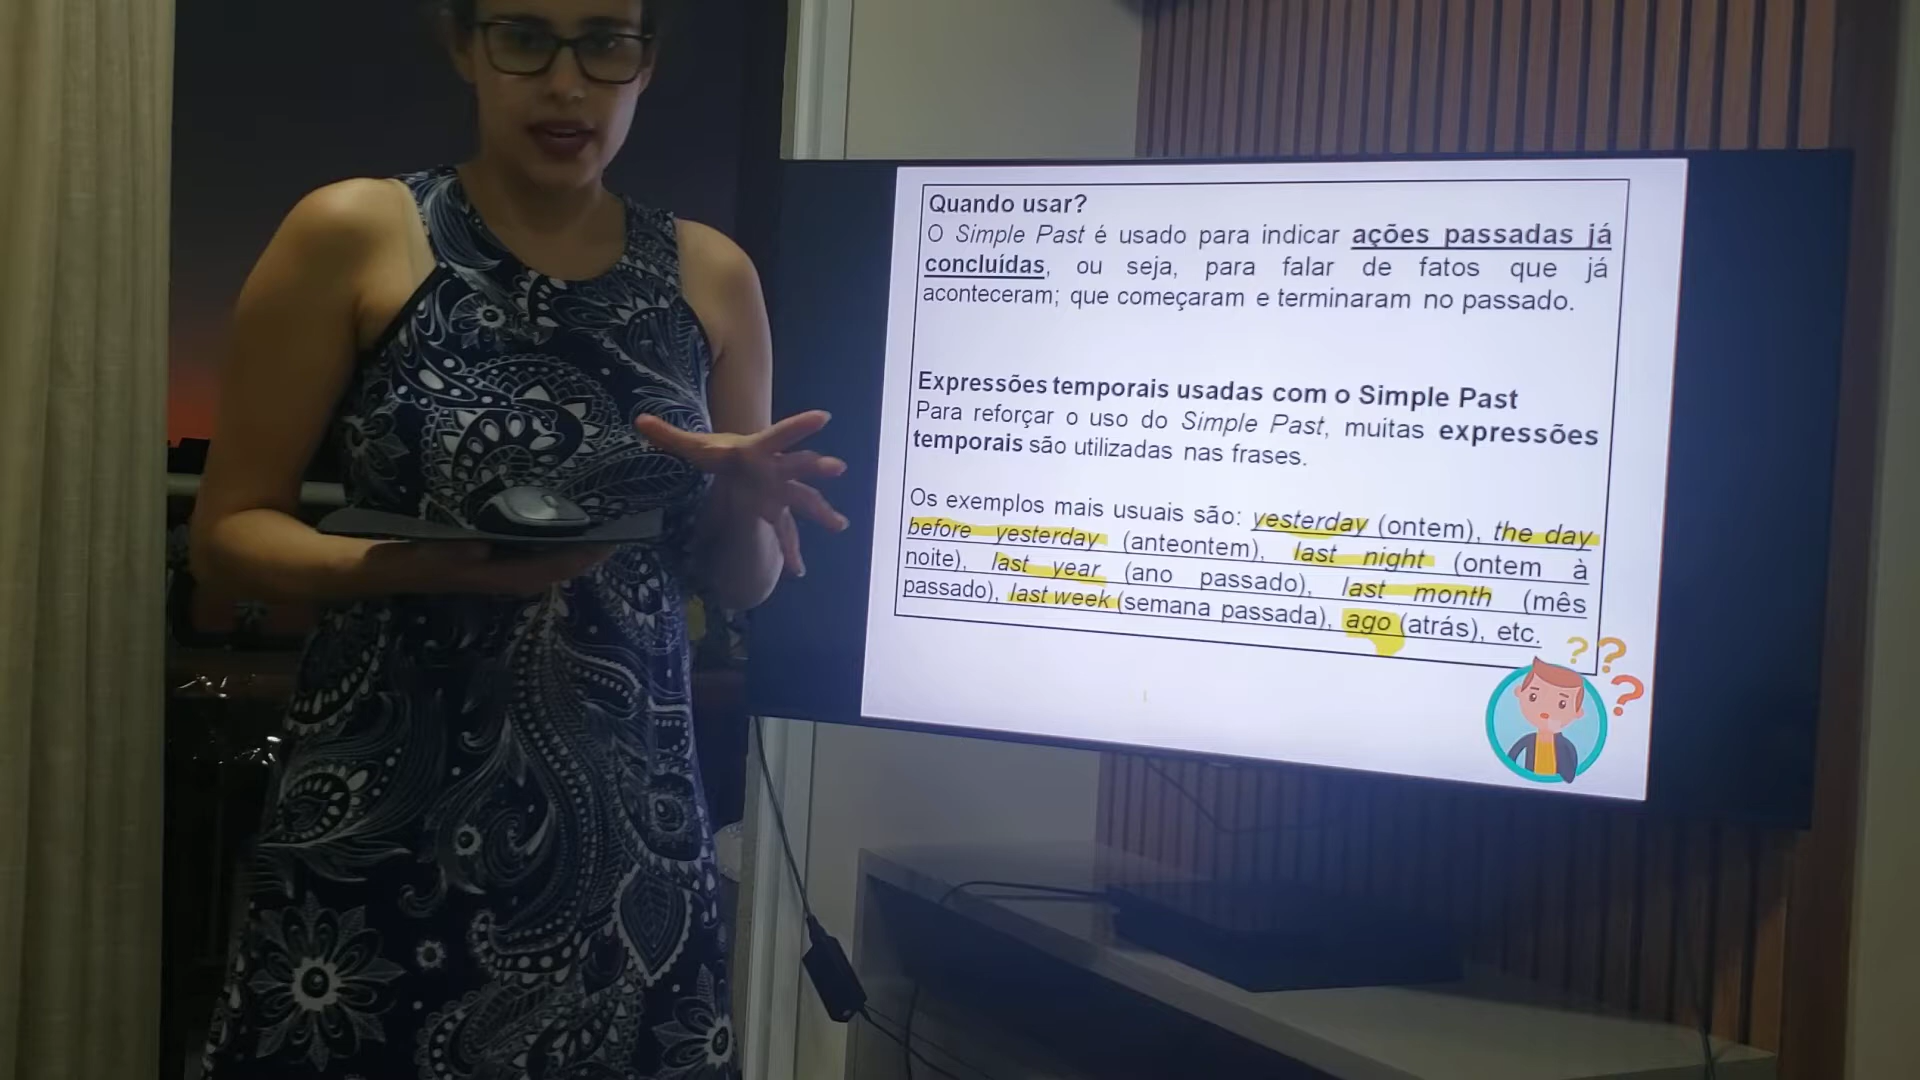 Quando usar?
O Simple Past é usado para indicar ações passadas já
concluídas, ou seja, para falar de fatos que já
aconteceram; que começaram e terminaram no passado.
Expressões temporais usadas com o Simple Past
Para reforçar o uso do Simple Past, muitas expressões
temporais são utilizadas nas frases.
Os exemplos mais usuais são: yesterday (ontem), the day
before yesterday (anteontem), last night (ontem à
noite), last year (ano passado), last month (mês
passado), last week (semana passada), ago (atrás), etc.
? ? ?